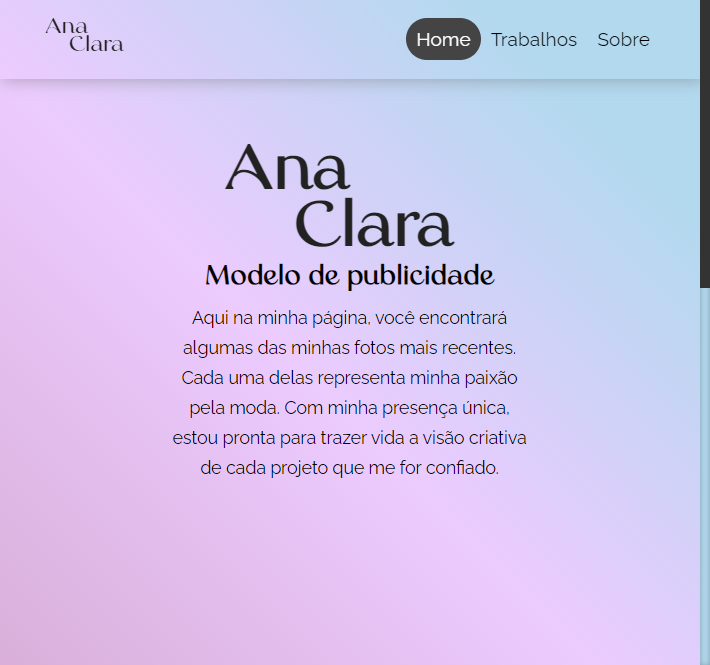 Ana
Clara
Home Trabalhos Sobre
Ana
Clara
Modelo de publicidade
Aqui na minha página, você encontrará
algumas das minhas fotos mais recentes.
Cada uma delas representa minha paixão
pela moda. Com minha presença única,
estou pronta para trazer vida a visão criativa
de cada projeto que me for confiado.